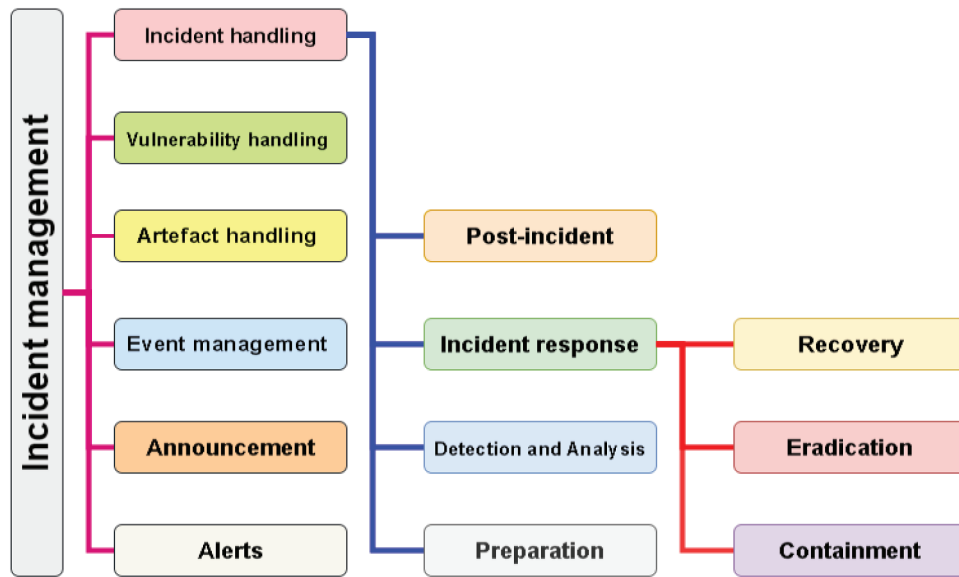 Incident management
Incident handling
Vulnerability handling
Artefact handling
Event management
Announcement
Alerts
Post-incident
Incident response
Detection and Analysis
Preparation
Recovery
Eradication
Containment